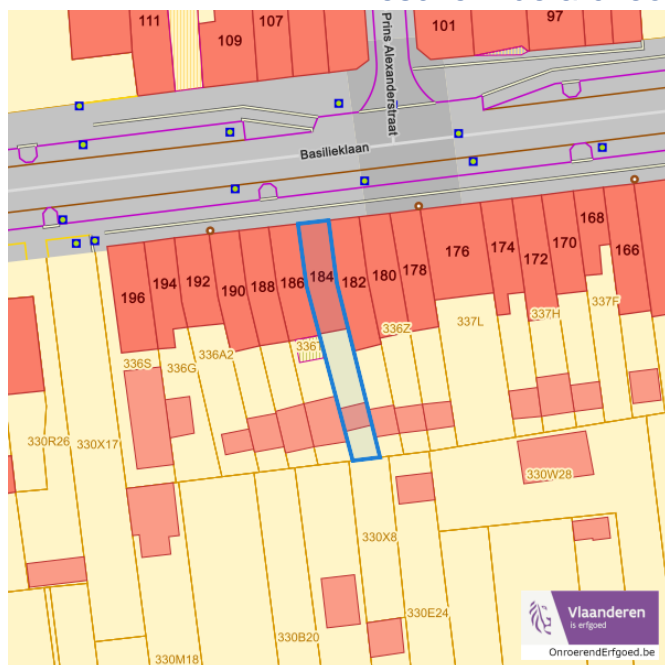 111
109
107
101
97
Prins Alexanderstraat
Basilieklaan
196
194
192
190
188
186
184
182
180
178
176
174
172
170
168
166
336S
336G
336A2
336T
336Z
337L
337H
337F
330R26
330X17
330W28
330X8
330E24
330B20
330M18
Vlaanderen
is erfgoed
OnroerendErfgoed.be